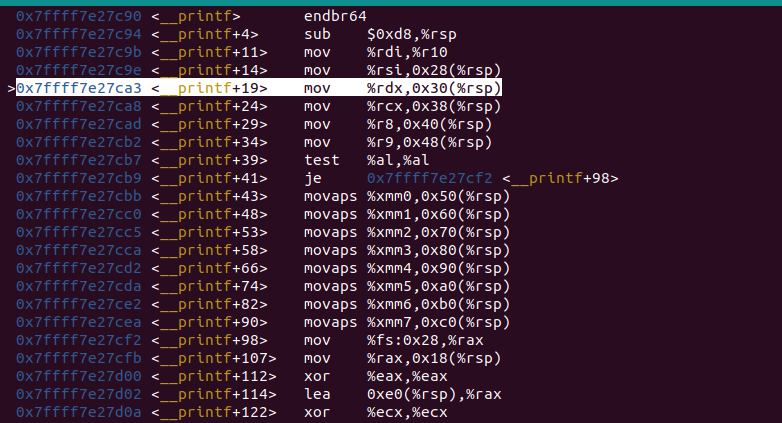 0x7ffff7e27c90 <__printf>        endbr64
0x7ffff7e27c94 <__printf+4>      sub    $0xd8,%rsp
0x7ffff7e27c9b <__printf+11>     mov    %rdi,%r10
0x7ffff7e27c9e <__printf+14>     mov    %rsi,0x28(%rsp)
>0x7ffff7e27ca3 <__printf+19>     mov    %rdx,0x30(%rsp)
0x7ffff7e27ca8 <__printf+24>     mov    %rcx,0x38(%rsp)
0x7ffff7e27cad <__printf+29>     mov    %r8,0x40(%rsp)
0x7ffff7e27cb2 <__printf+34>     mov    %r9,0x48(%rsp)
0x7ffff7e27cb7 <__printf+39>     test   %al,%al
0x7ffff7e27cb9 <__printf+41>     je     0x7ffff7e27cf2 <__printf+98>
0x7ffff7e27cbb <__printf+43>     movaps %xmm0,0x50(%rsp)
0x7ffff7e27cc0 <__printf+48>     movaps %xmm1,0x60(%rsp)
0x7ffff7e27cc5 <__printf+53>     movaps %xmm2,0x70(%rsp)
0x7ffff7e27cca <__printf+58>     movaps %xmm3,0x80(%rsp)
0x7ffff7e27cd2 <__printf+66>     movaps %xmm4,0x90(%rsp)
0x7ffff7e27cda <__printf+74>     movaps %xmm5,0xa0(%rsp)
0x7ffff7e27ce2 <__printf+82>     movaps %xmm6,0xb0(%rsp)
0x7ffff7e27cea <__printf+90>     movaps %xmm7,0xc0(%rsp)
0x7ffff7e27cf2 <__printf+98>     mov    %fs:0x28,%rax
0x7ffff7e27cfb <__printf+107>    mov    %rax,0x18(%rsp)
0x7ffff7e27d00 <__printf+112>    xor    %eax,%eax
0x7ffff7e27d02 <__printf+114>    lea    0xe0(%rsp),%rax
0x7ffff7e27d0a <__printf+122>    xor    %ecx,%ecx